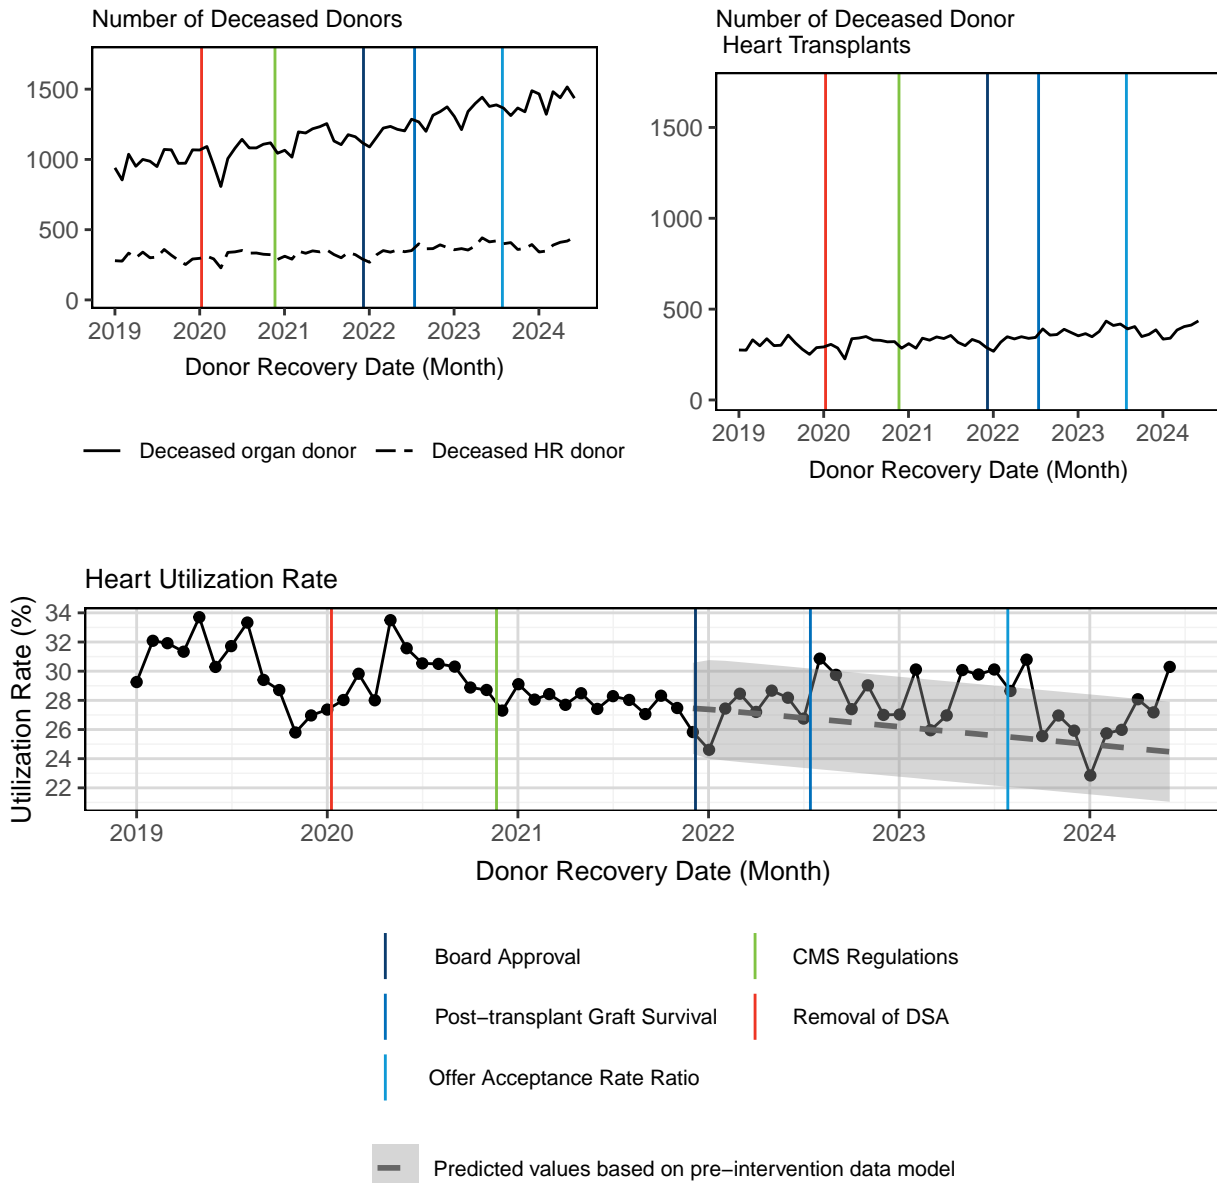 Number of Deceased Donors
1500
1000
500
0
2019 2020 2021 2022 2023 2024
Donor Recovery Date (Month)
Deceased organ donor Deceased HR donor
Number of Deceased Donor
Heart Transplants
1500
1000
500
0
2019 2020 2021 2022 2023 2024
Donor Recovery Date (Month)
Heart Utilization Rate
Utilization Rate (%)
34
32
30
28
26
24
22
2019 2020 2021 2022 2023 2024
Donor Recovery Date (Month)
Board Approval
CMS Regulations
Post−transplant Graft Survival
Removal of DSA
Offer Acceptance Rate Ratio
Predicted values based on pre−intervention data model